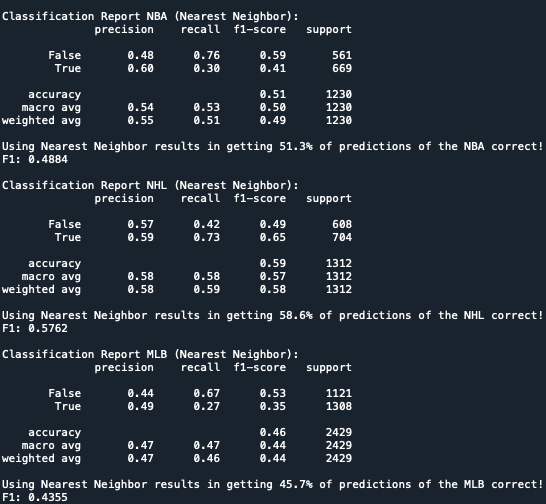 Classification Report NBA (Nearest Neighbor):
precision recall f1-score support
False 0.48 0.76 0.59 561
True 0.60 0.30 0.41 669
accuracy 0.51 1230
macro avg 0.54 0.53 0.50 1230
weighted avg 0.55 0.51 0.49 1230
Using Nearest Neighbor results in getting 51.3% of predictions of the NBA correct!
F1: 0.4884
Classification Report NHL (Nearest Neighbor):
precision recall f1-score support
False 0.57 0.42 0.49 608
True 0.59 0.73 0.65 704
accuracy 0.59 1312
macro avg 0.58 0.58 0.57 1312
weighted avg 0.58 0.59 0.58 1312
Using Nearest Neighbor results in getting 58.6% of predictions of the NHL correct!
F1: 0.5762
Classification Report MLB (Nearest Neighbor):
precision recall f1-score support
False 0.44 0.67 0.53 1121
True 0.49 0.27 0.35 1308
accuracy 0.46 2429
macro avg 0.47 0.47 0.44 2429
weighted avg 0.47 0.46 0.44 2429
Using Nearest Neighbor results in getting 45.7% of predictions of the MLB correct!
F1: 0.4355